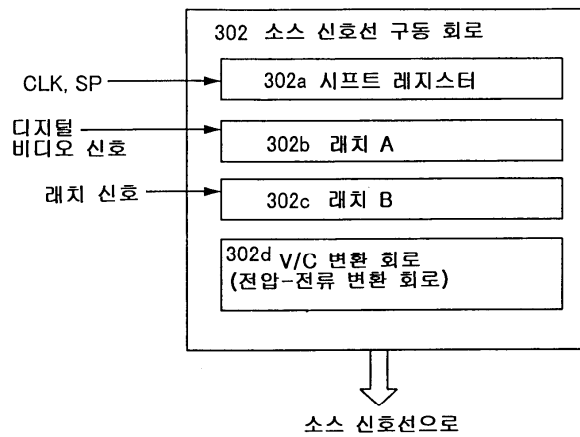 302 소스 신호선 구동 회로
CLK, SP
302a 시프트 레지스터
디지털
비디오 신호
302b 래치 A
래치 신호
302c 래치 B
302d V/C 변환 회로
(전압-전류 변환 회로)
소스 신호선으로